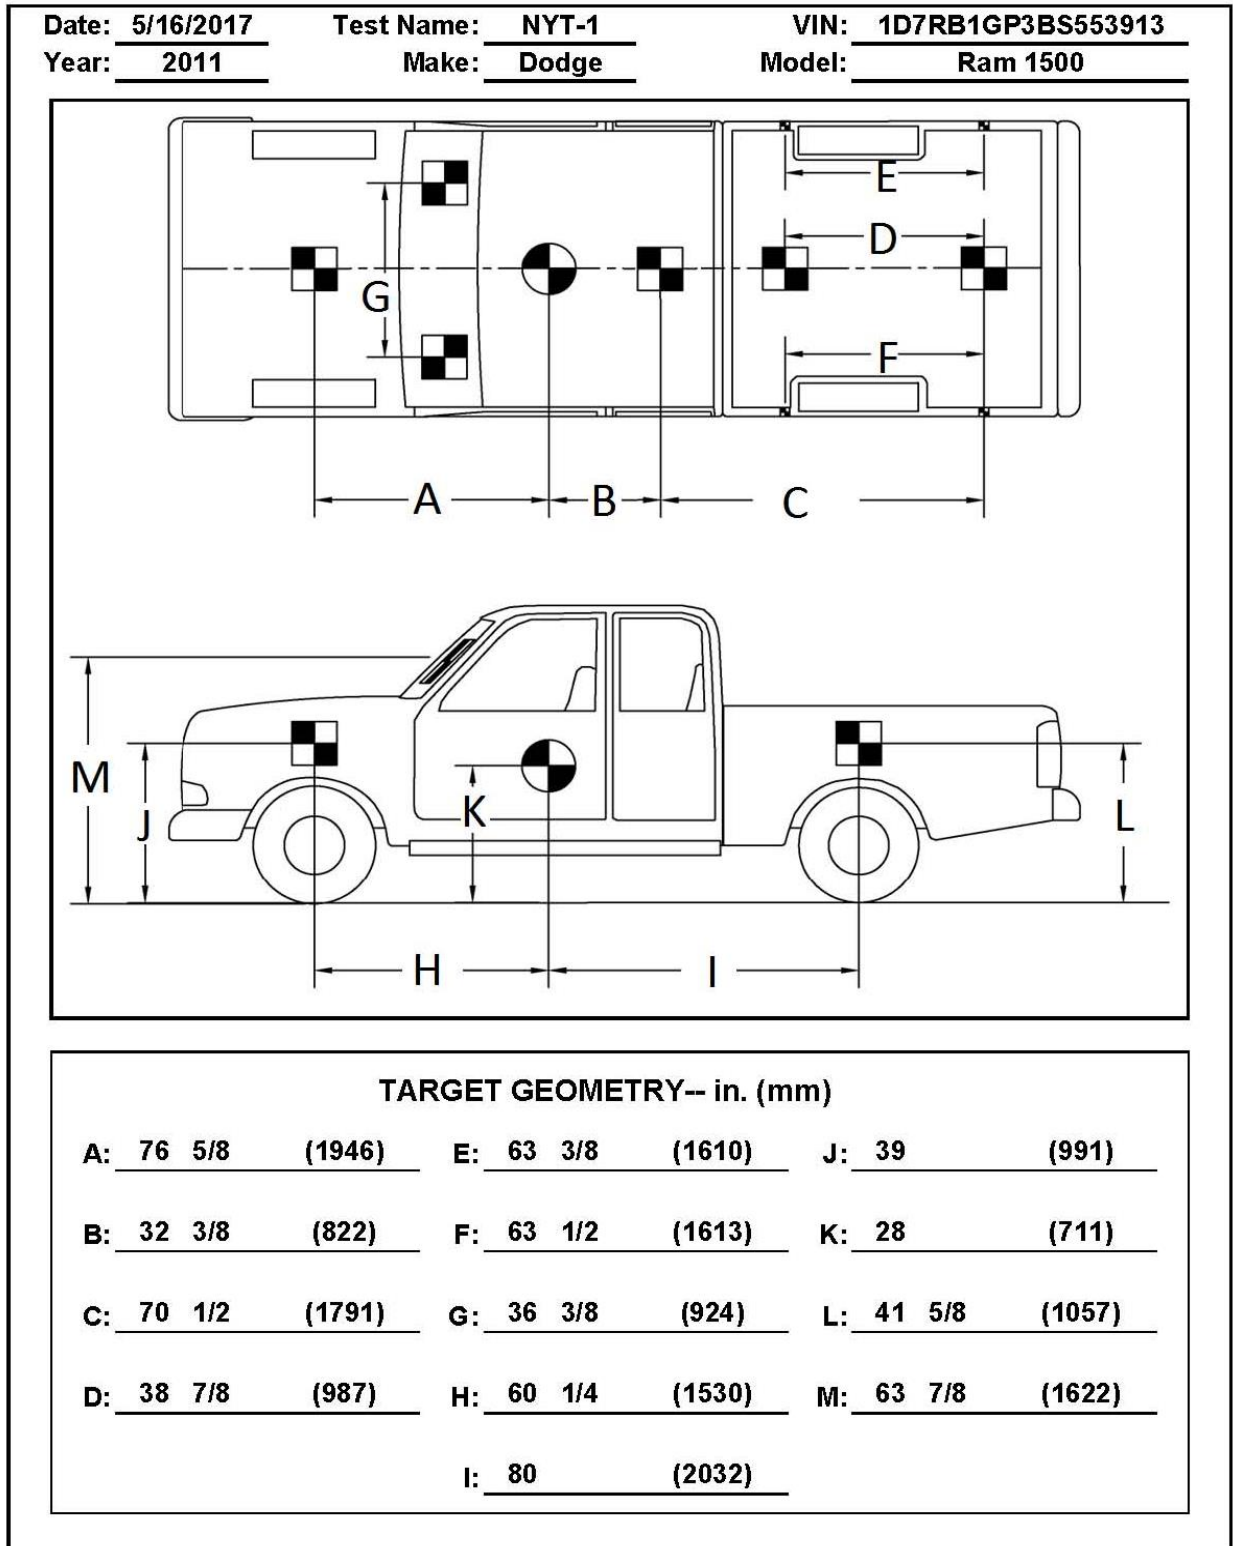 Date: 5/16/2017 Test Name: NYT-1 VIN: 1D7RB1GP3BS553913
Year: 2011 Make: Dodge Model: Ram 1500
E
D
G
F
A B C
M
J K L
H I
TARGET GEOMETRY-- in. (mm)
A: 76 5/8 (1946) E: 63 3/8 (1610) J: 39 (991)
B: 32 3/8 (822) F: 63 1/2 (1613) K: 28 (711)
C: 70 1/2 (1791) G: 36 3/8 (924) L: 41 5/8 (1057)
D: 38 7/8 (987) H: 60 1/4 (1530) M: 63 7/8 (1622)
I: 80 (2032)